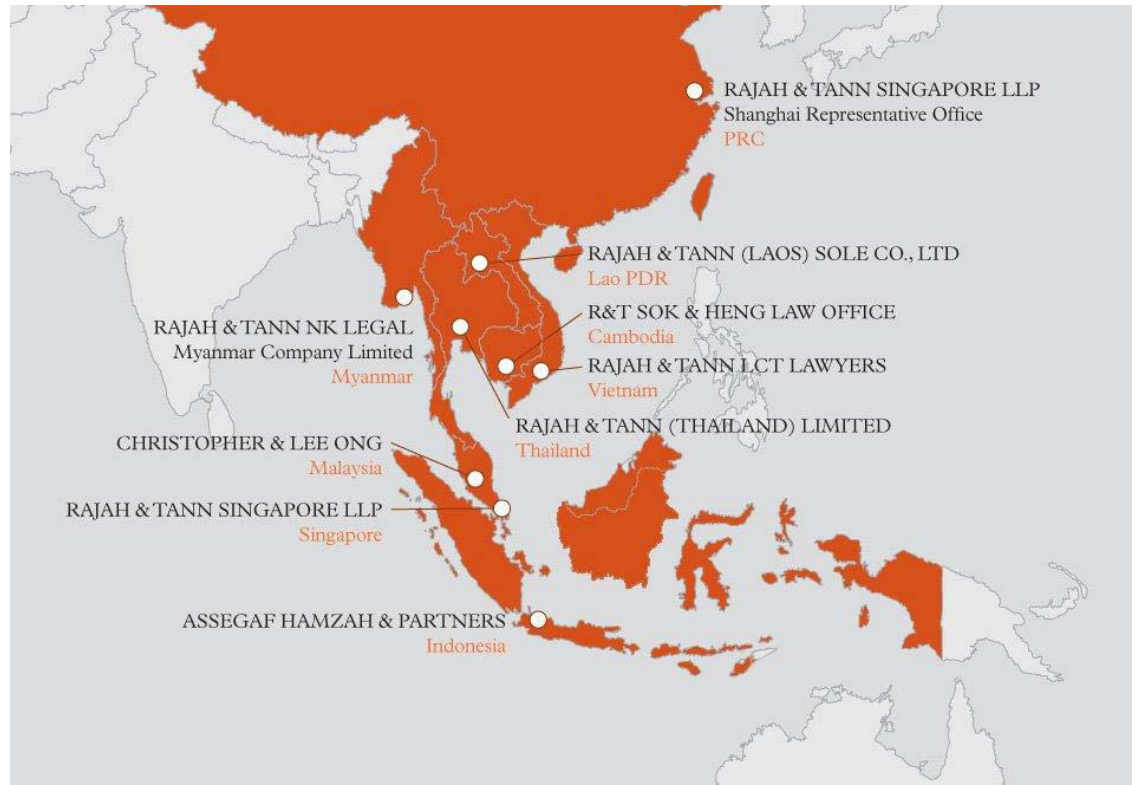 RAJAH & TANN SINGAPORE LLP
Shanghai Representative Office
PRC
RAJAH & TANN (LAOS) SOLE CO., LTD
Lao PDR
R&T SOK & HENG LAW OFFICE
Cambodia
RAJAH & TANN NK LEGAL
Myanmar Company Limited
Myanmar
RAJAH & TANN LCT LAWYERS
Vietnam
RAJAH & TANN (THAILAND) LIMITED
Thailand
CHRISTOPHER & LEE ONG
Malaysia
RAJAH & TANN SINGAPORE LLP
Singapore
ASSEGAF HAMZAH & PARTNERS
Indonesia